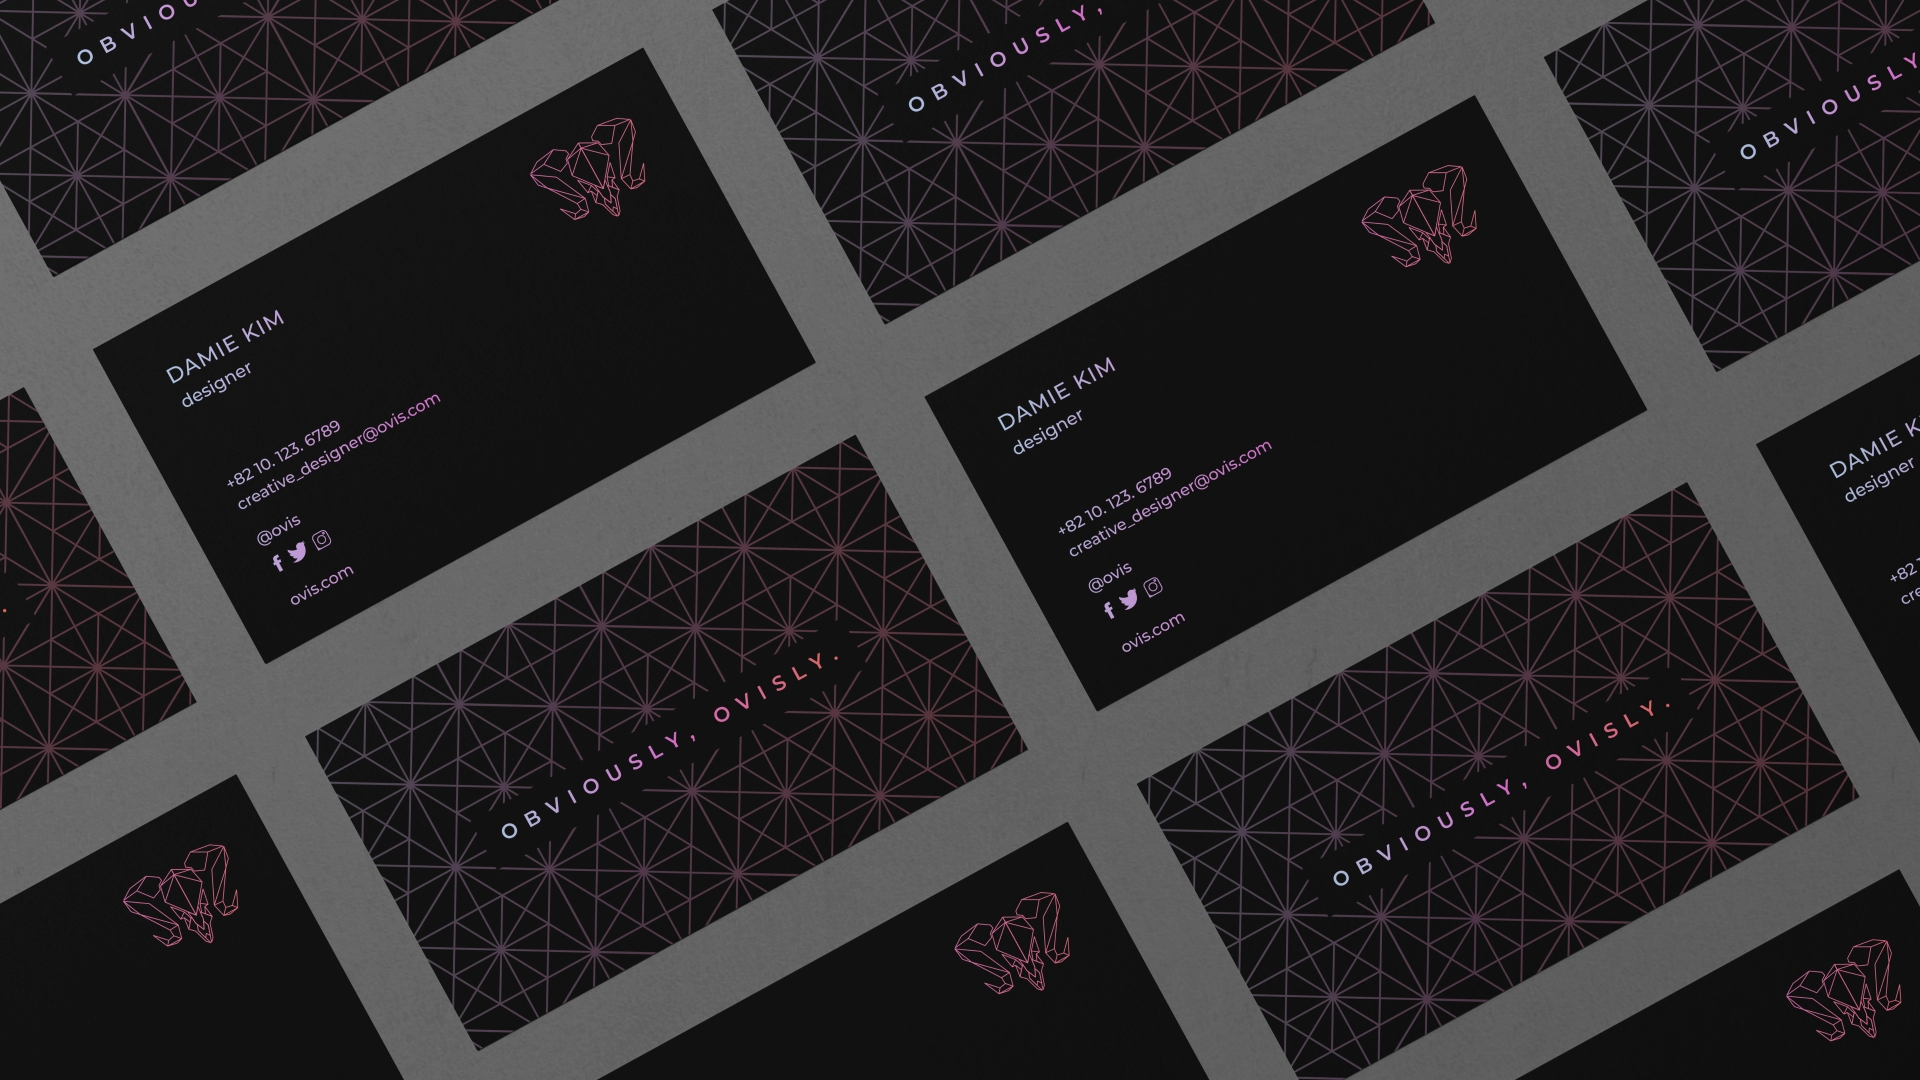 OBVIOU
OBVIOUSLY,
OBVIOUSLY
DAMIE KIM
designer
+82 10. 123. 6789
creative_designer@ovis.com
@ovis
ovis.com
DAMIE KIM
designer
+82 10. 123. 6789
creative_designer@ovis.com
@ovis
ovis.com
DAMIE K
designer
+82
cre
OBVIOUSLY, OVISLY.
OBVIOUSLY, OVISLY.